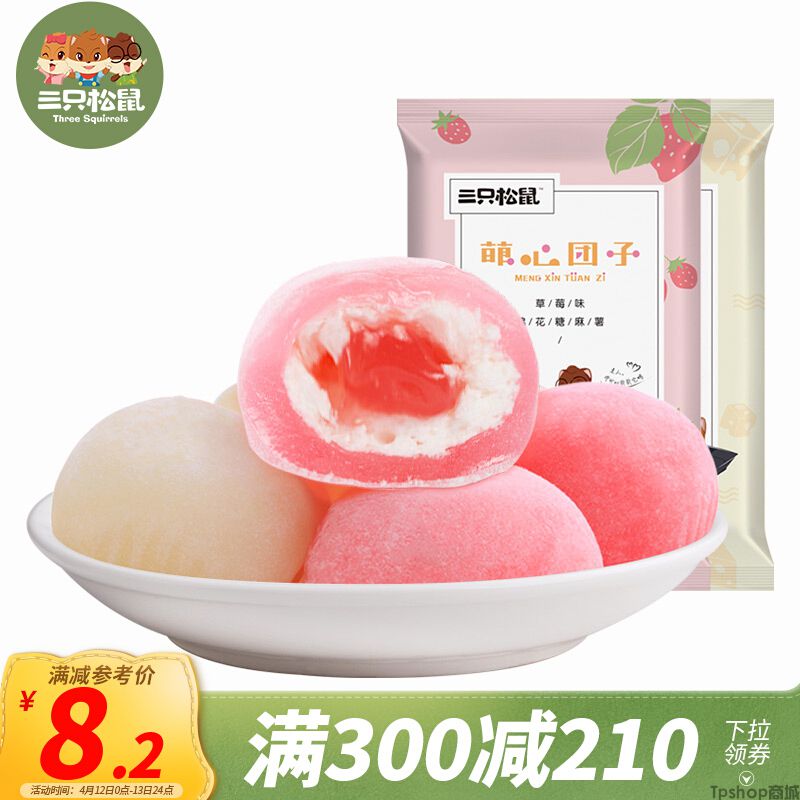 三只松鼠
Three Squirrels
三只松鼠™
萌心团子
MENG XIN TUAN ZI
草/莓/味
/花/糖/麻/薯
/
满减参考价
¥8.2
活动时间：4月12日0点-13日24点
满300减210
下拉
领券
Tpshop商城